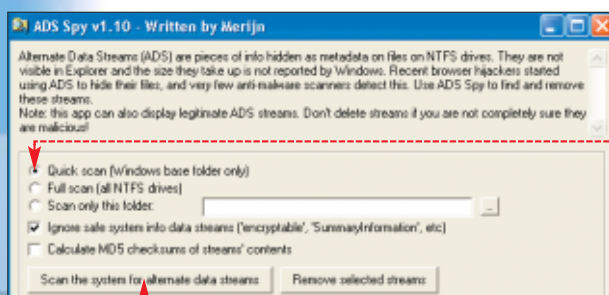 ADS Spy v1.10 - Written by Merijn
Alternate Data Streams (ADS) are pieces of info hidden as metadata on files on NTFS drives. They are not
visible in Explorer and the size they take up is not reported by Windows. Recent browser hijackers started
using ADS to hide their files, and very few anti-malware scanners detect this. Use ADS Spy to find and remove
these streams.
Note: this app can also display legitimate ADS streams. Don't delete streams if you are not completely sure they
are malicious!
Quick scan (Windows base folder only)
Full scan (all NTFS drives)
Scan only this folder:
...
Ignore safe system info data streams ('encryptable', 'SummaryInformation', etc)
Calculate MD5 checksums of streams' contents
Scan the system for alternate data streams
Remove selected streams